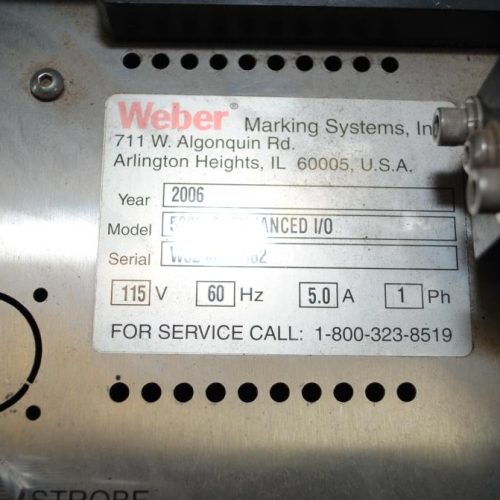 Weber® Marking Systems, In
711 W. Algonquin Rd.
Arlington Heights, IL 60005, U.S.A.
Year 2006
Model I/O
Serial
115 V 60 Hz 5.0 A 1 Ph
FOR SERVICE CALL: 1-800-323-8519
STROBE